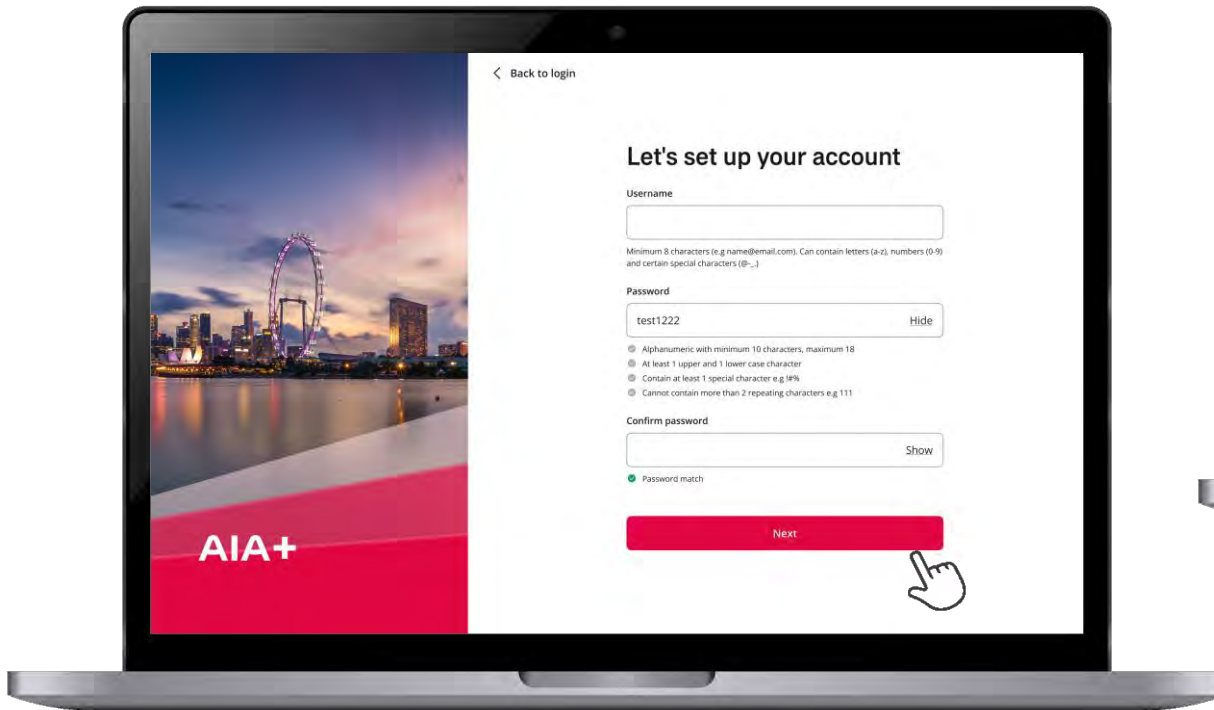 Back to login
Let's set up your account
Username
Minimum 8 characters (e.g name@email.com). Can contain letters (a-z), numbers (0-9)
and certain special characters (@-_.)
Password
test1222
Hide
Alphanumeric with minimum 10 characters, maximum 18
At least 1 upper and 1 lower case character
Contain at least 1 special character e.g !#%
Cannot contain more than 2 repeating characters e.g 111
Confirm password
Show
Password match
Next
AIA+